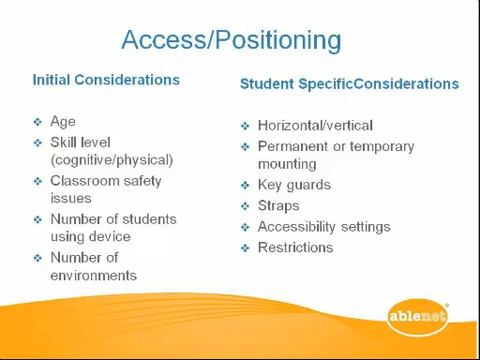 Access/Positioning
Initial Considerations
Age
Skill level
(cognitive/physical)
Classroom safety
issues
Number of students
using device
Number of
environments
Student SpecificConsiderations
Horizontal/vertical
Permanent or temporary
mounting
Key guards
Straps
Accessibility settings
Restrictions
ablenet